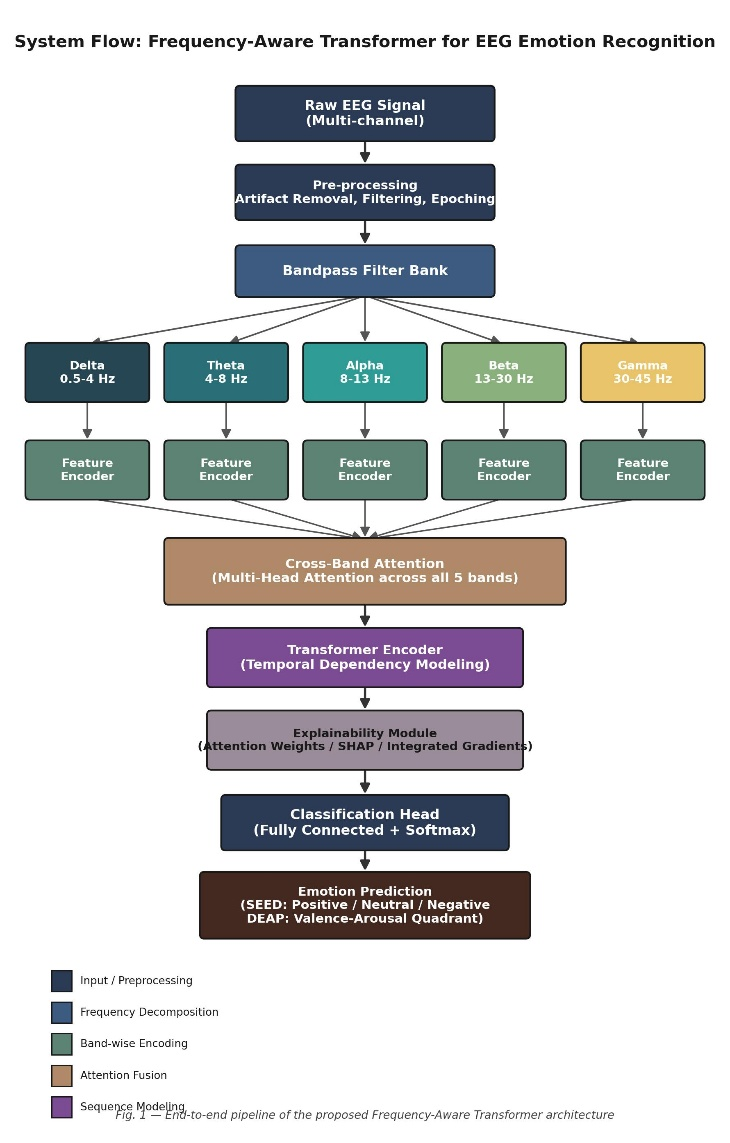 System Flow: Frequency-Aware Transformer for EEG Emotion Recognition
Raw EEG Signal
(Multi-channel)
Pre-processing
Artifact Removal, Filtering, Epoching
Bandpass Filter Bank
Delta
0.5-4 Hz
Theta
4-8 Hz
Alpha
8-13 Hz
Beta
13-30 Hz
Gamma
30-45 Hz
Feature
Encoder
Feature
Encoder
Feature
Encoder
Feature
Encoder
Feature
Encoder
Cross-Band Attention
(Multi-Head Attention across all 5 bands)
Transformer Encoder
(Temporal Dependency Modeling)
Explainability Module
(Attention Weights / SHAP / Integrated Gradients)
Classification Head
(Fully Connected + Softmax)
Emotion Prediction
(SEED: Positive / Neutral / Negative
DEAP: Valence-Arousal Quadrant)
Input / Preprocessing
Frequency Decomposition
Band-wise Encoding
Attention Fusion
Sequence Modeling
Fig. 1 — End-to-end pipeline of the proposed Frequency-Aware Transformer architecture